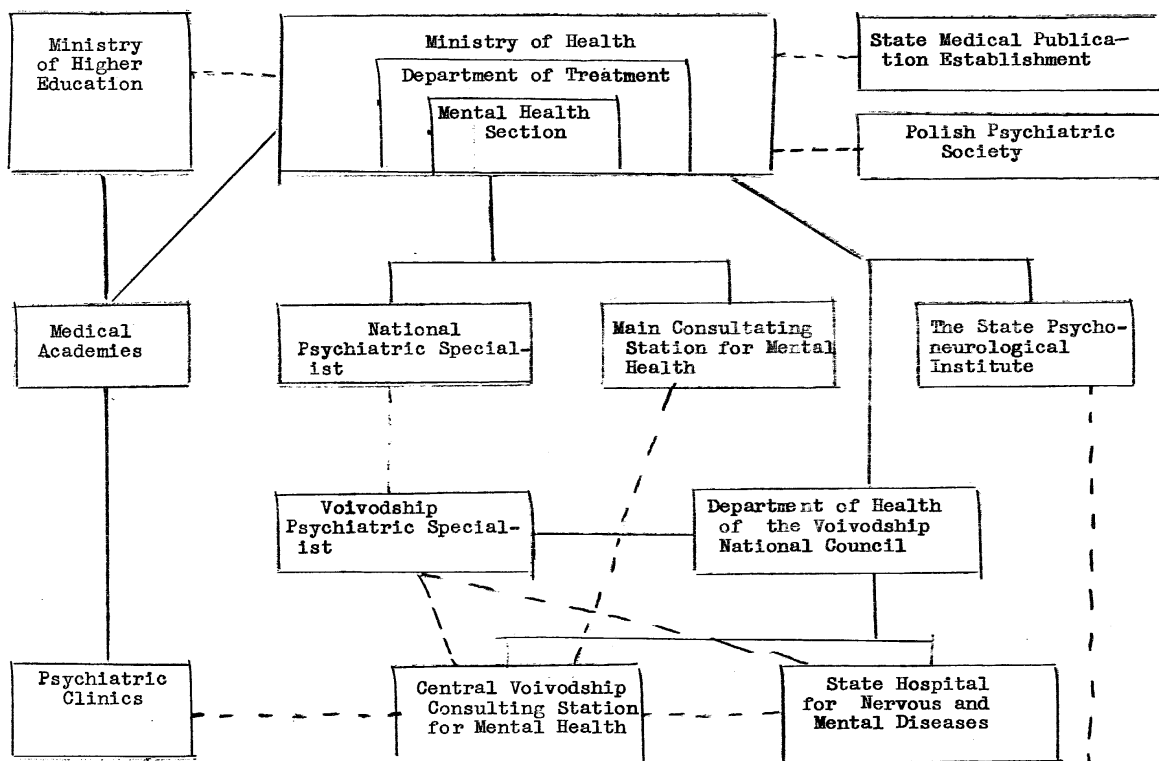 Ministry
of Higher
Education
Ministry of Health
Department of Treatment
Mental Health
Section
State Medical Publica-
tion Establishment
Polish Psychiatric
Society
Medical
Academies
National
Psychiatric Special-
ist
Main Consultating
Station for Mental
Health
The State Psycho-
neurological
Institute
Voivodship
Psychiatric Special-
ist
Department of Health
of the Voivodship
National Council
Psychiatric
Clinics
Central Voivodship
Consulting Station
for Mental Health
State Hospital
for Nervous and
Mental Diseases